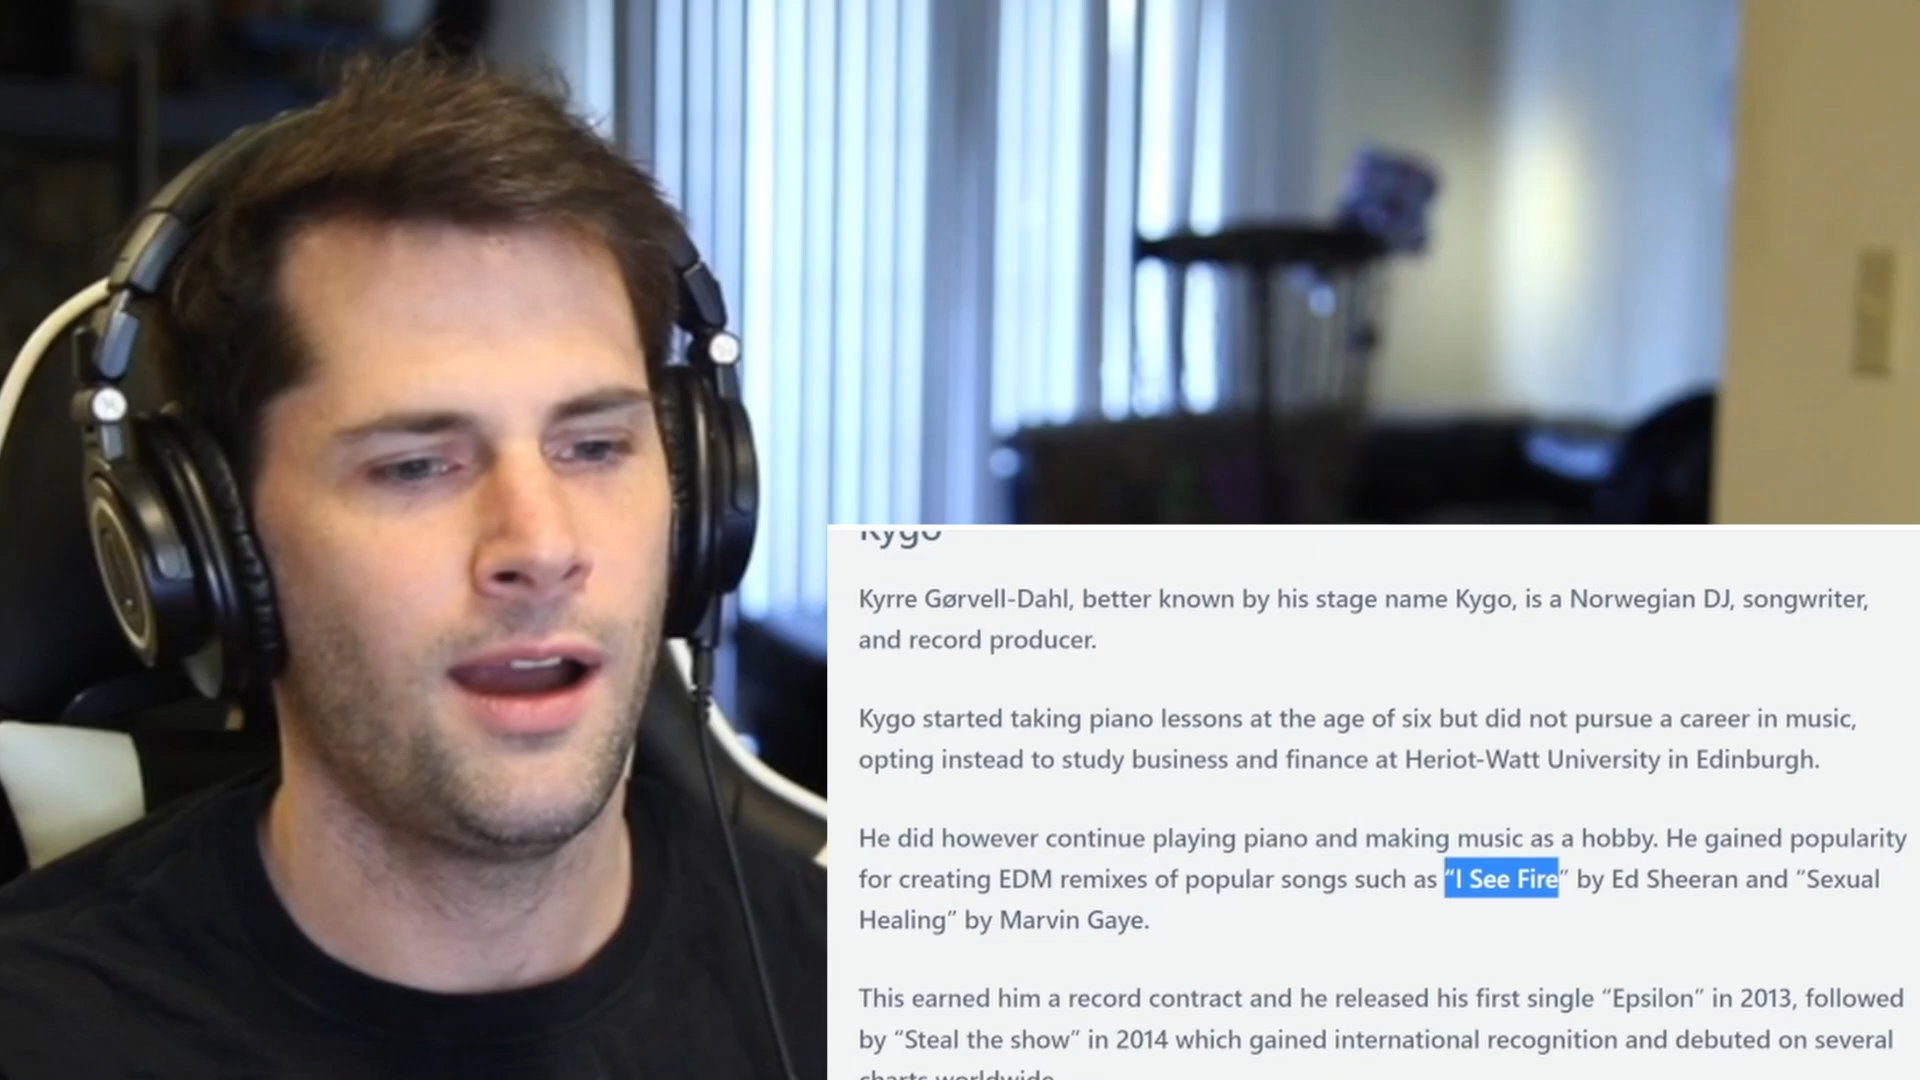 Kygo
Kyrre Gørvell-Dahl, better known by his stage name Kygo, is a Norwegian DJ, songwriter,
and record producer.
Kygo started taking piano lessons at the age of six but did not pursue a career in music,
opting instead to study business and finance at Heriot-Watt University in Edinburgh.
He did however continue playing piano and making music as a hobby. He gained popularity
for creating EDM remixes of popular songs such as “I See Fire” by Ed Sheeran and “Sexual
Healing” by Marvin Gaye.
This earned him a record contract and he released his first single “Epsilon” in 2013, followed
by “Steal the show” in 2014 which gained international recognition and debuted on several
charts worldwide